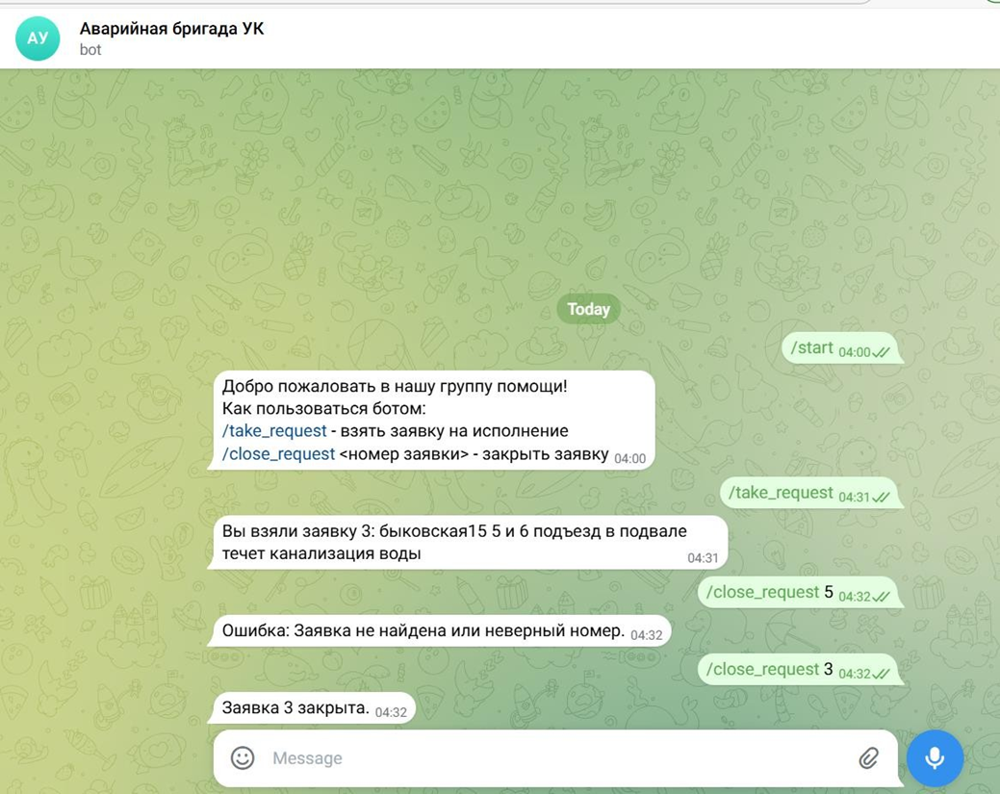 АУ
Аварийная бригада УК
bot
Today
/start 04:00
Добро пожаловать в нашу группу помощи!
Как пользоваться ботом:
/take_request - взять заявку на исполнение
/close_request <номер заявки> - закрыть заявку 04:00
/take_request 04:31
Вы взяли заявку 3: быковская15 5 и 6 подъезд в подвале
течет канализация воды 04:31
/close_request 5 04:32
Ошибка: Заявка не найдена или неверный номер. 04:32
/close_request 3 04:32
Заявка 3 закрыта. 04:32
Message